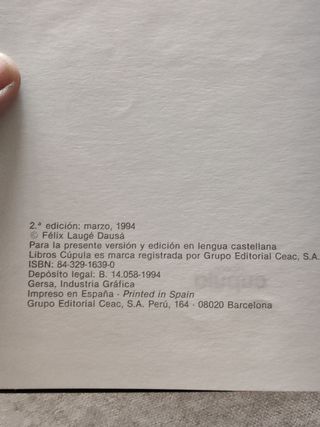 2.ª edición: marzo, 1994
© Félix Laugé Dausá
Para la presente versión y edición en lengua castellana
Libros Cúpula es marca registrada por Grupo Editorial Ceac, S.A.
ISBN: 84-329-1639-0
Depósito legal: B. 14.058-1994
Gersa, Industria Gráfica
Impreso en España - Printed in Spain
Grupo Editorial Ceac, S.A. Perú, 164 - 08020 Barcelona